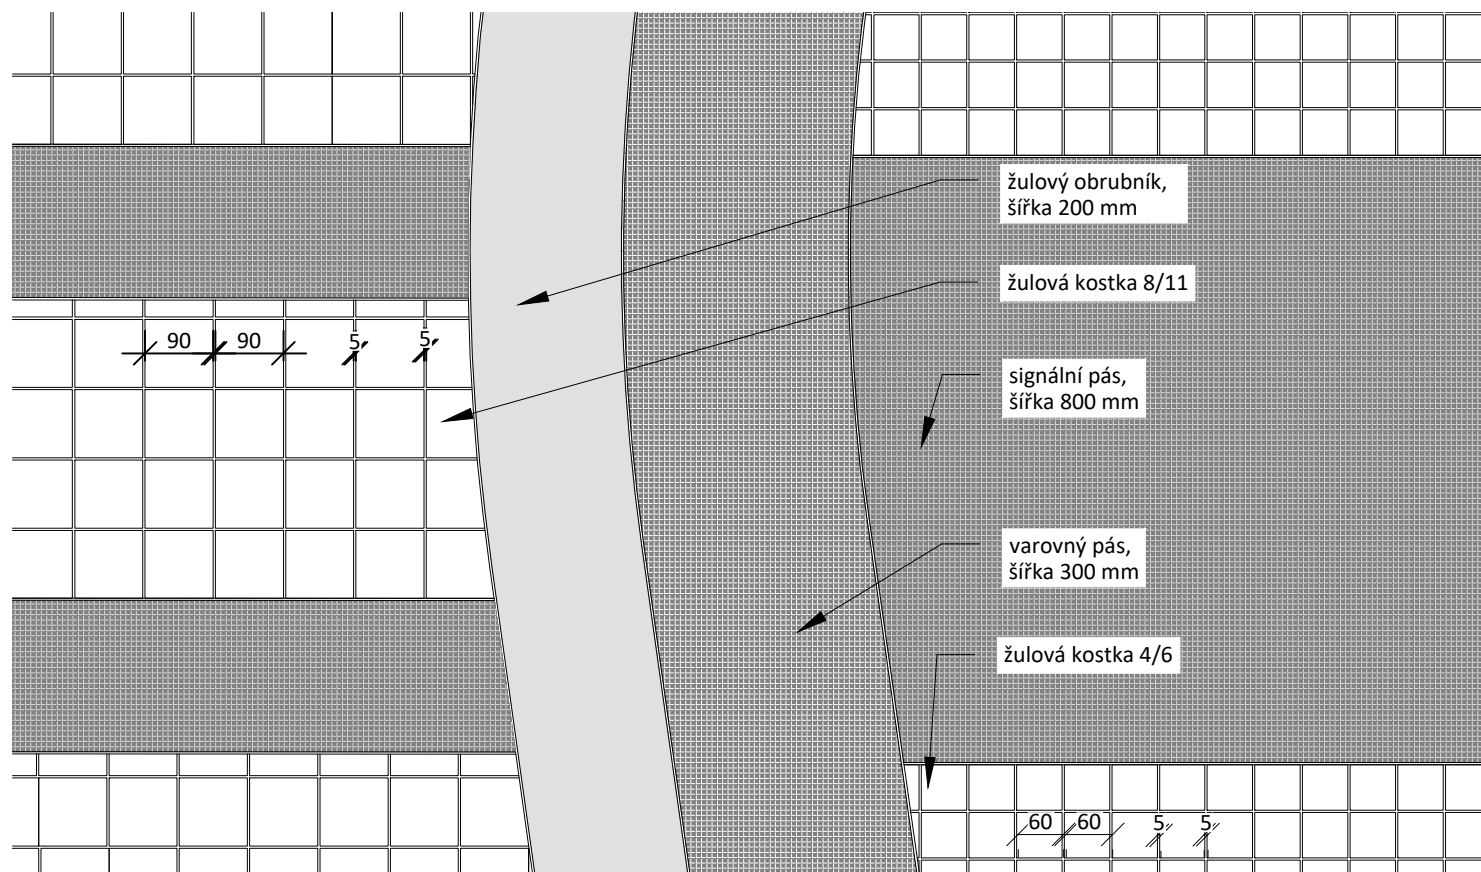 žulový obrubník,
šířka 200 mm
žulová kostka 8/11
90 90 5 5
signální pás,
šířka 800 mm
varovný pás,
šířka 300 mm
žulová kostka 4/6
60 60 5 5